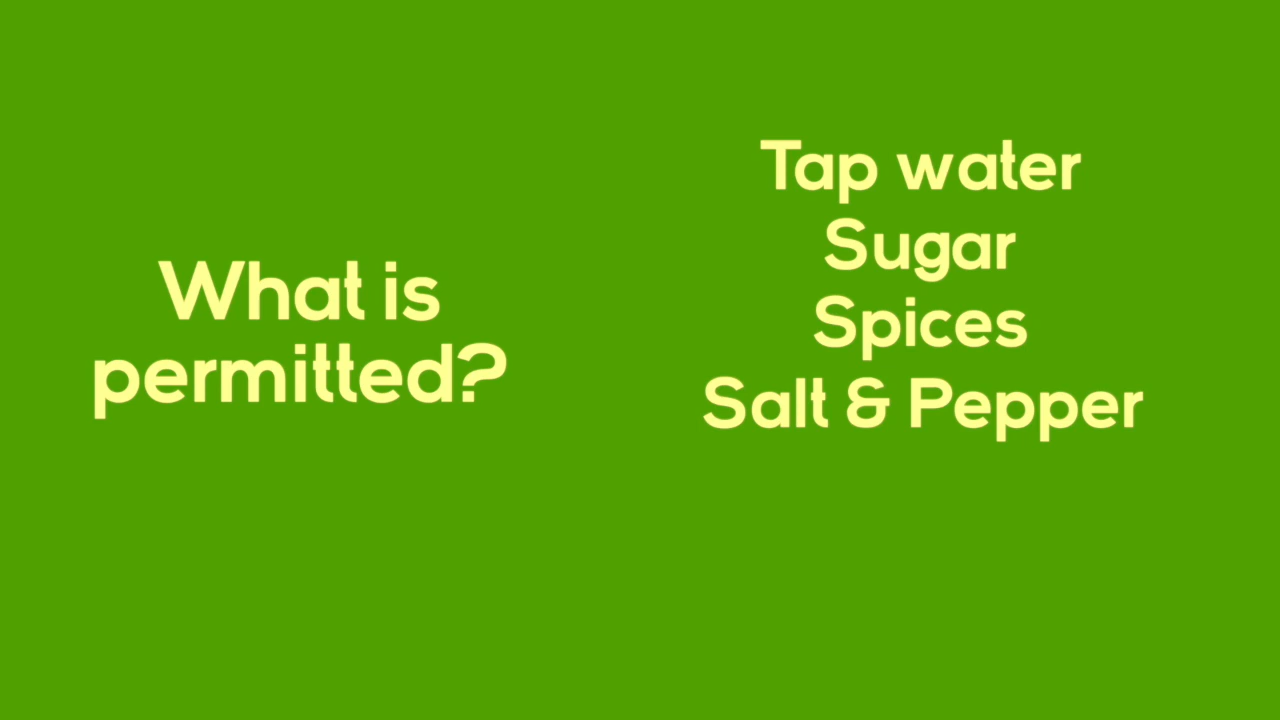 What is
permitted?
Tap water
Sugar
Spices
Salt & Pepper